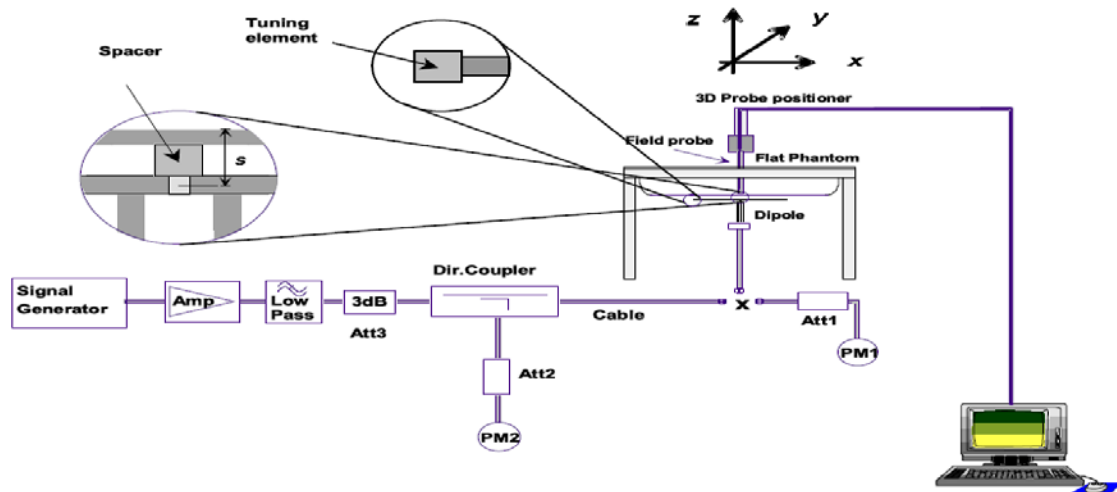 Tuning
element
Spacer
s
z
y
x
3D Probe positioner
Field probe
Flat Phantom
Dipole
Signal
Generator
Amp
Low
Pass
3dB
Att3
Dir.Coupler
Cable
x
Att1
PM1
Att2
PM2